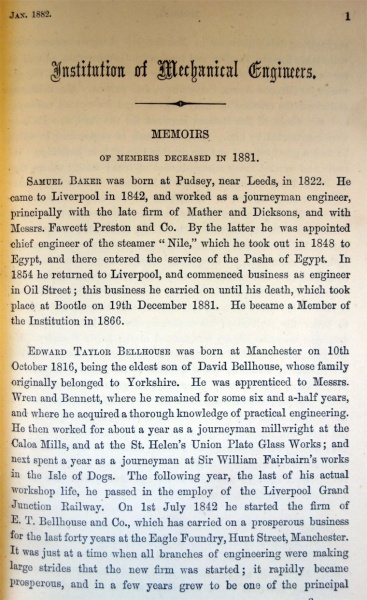 JAN. 1882. 1
Institution of Mechanical Engineers.
MEMOIRS
OF MEMBERS DECEASED IN 1881.
SAMUEL BAKER was born at Pudsey, near Leeds, in 1822. He
came to Liverpool in 1842, and worked as a journeyman engineer,
principally with the late firm of Mather and Dicksons, and with
Messrs. Fawcett Preston and Co. By the latter he was appointed
chief engineer of the steamer “Nile,” which he took out in 1848 to
Egypt, and there entered the service of the Pasha of Egypt. In
1854 he returned to Liverpool, and commenced business as engineer
in Oil Street; this business he carried on until his death, which took
place at Bootle on 19th December 1881. He became a Member of
the Institution in 1866.
EDWARD TAYLOR BELLHOUSE was born at Manchester on 10th
October 1816, being the eldest son of David Bellhouse, whose family
originally belonged to Yorkshire. He was apprenticed to Messrs.
Wren and Bennett, where he remained for some six and a-half years,
and where he acquired a thorough knowledge of practical engineering.
He then worked for about a year as a journeyman millwright at the
Caloa Mills, and at the St. Helen's Union Plate Glass Works; and
next spent a year as a journeyman at Sir William Fairbairn's works
in the Isle of Dogs. The following year, the last of his actual
workshop life, he passed in the employ of the Liverpool Grand
Junction Railway. On 1st July 1842 he started the firm of
E. T. Bellhouse and Co., which has carried on a prosperous business
for the last forty years at the Eagle Foundry, Hunt Street, Manchester.
It was just at a time when all branches of engineering were making
large strides that the new firm was started; it rapidly became
prosperous, and in a few years grew to be one of the principal